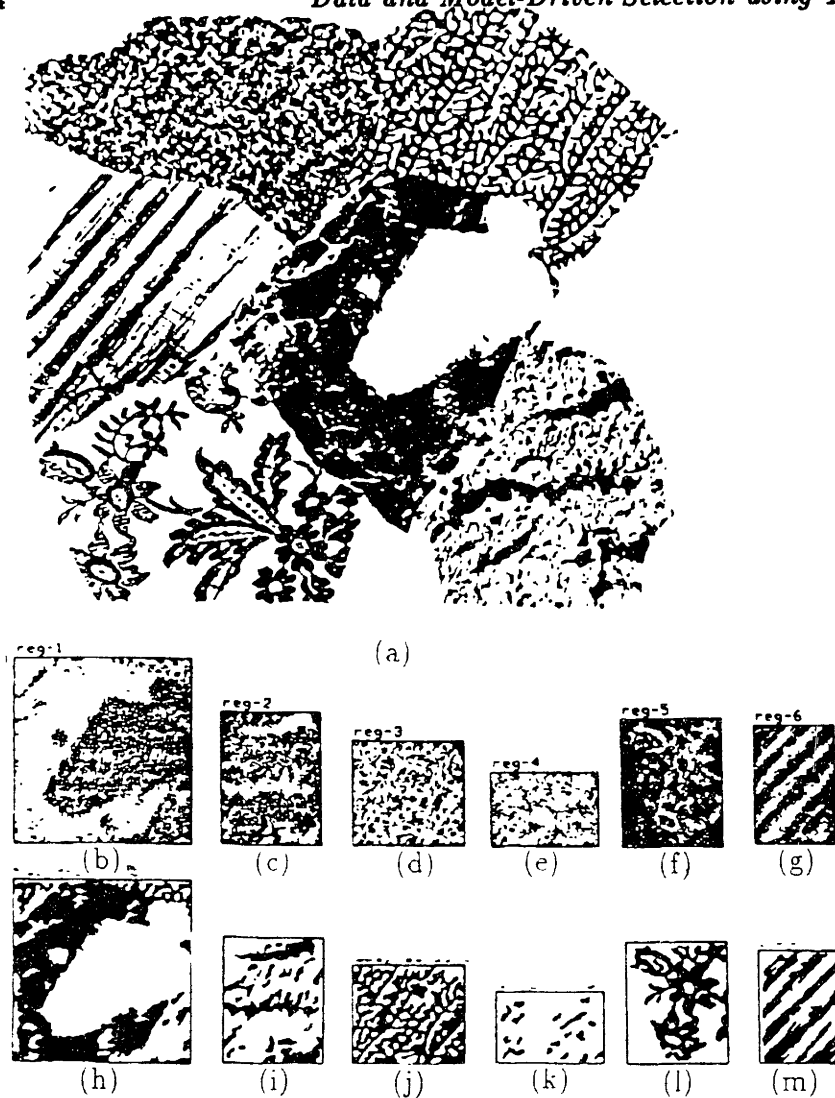 Data and Model-Driven Selection using
(a)
reg-1
reg-2
reg-3
reg-4
reg-5
reg-6
(b)
(c)
(d)
(e)
(f)
(g)
(h)
(i)
(j)
(k)
(l)
(m)